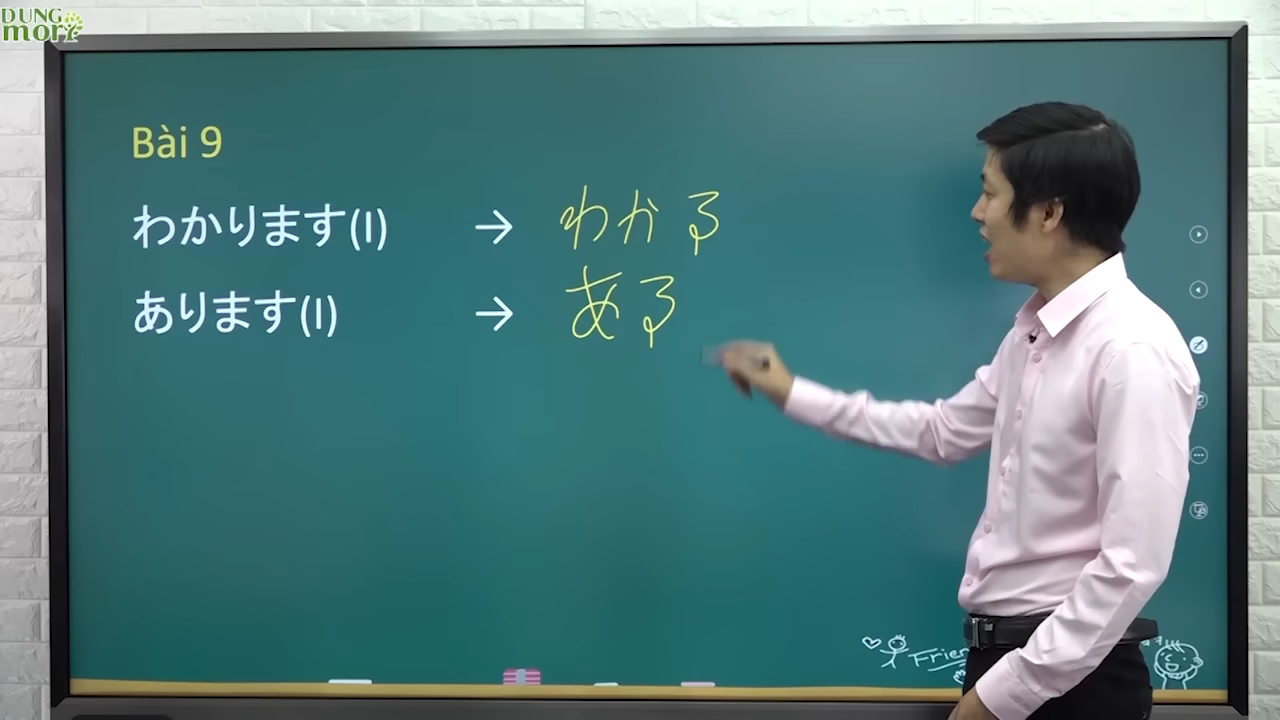 DUNG
mori
Bài 9
わかります(I) → わかる
あります(I) → ある